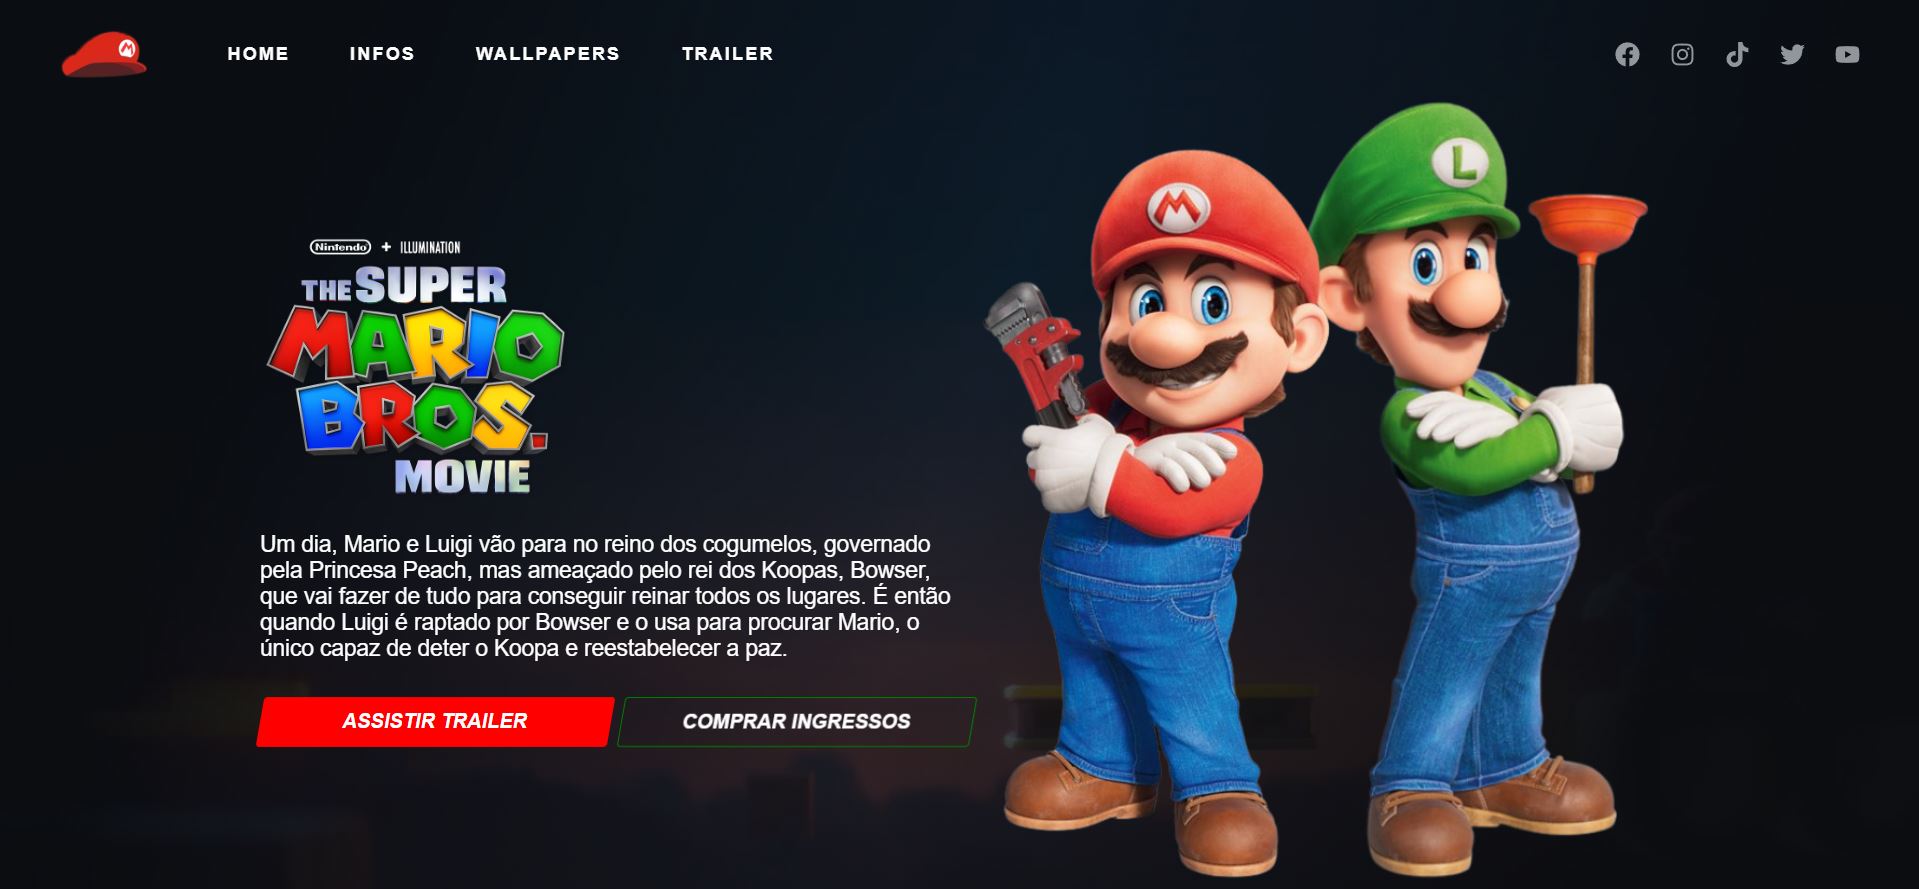 HOME INFOS WALLPAPERS TRAILER
M
L
M
Nintendo + ILLUMINATION
THE SUPER
MARIO
BROS.
MOVIE
Um dia, Mario e Luigi vão para no reino dos cogumelos, governado
pela Princesa Peach, mas ameaçado pelo rei dos Koopas, Bowser,
que vai fazer de tudo para conseguir reinar todos os lugares. É então
quando Luigi é raptado por Bowser e o usa para procurar Mario, o
único capaz de deter o Koopa e reestabelecer a paz.
ASSISTIR TRAILER COMPRAR INGRESSOS